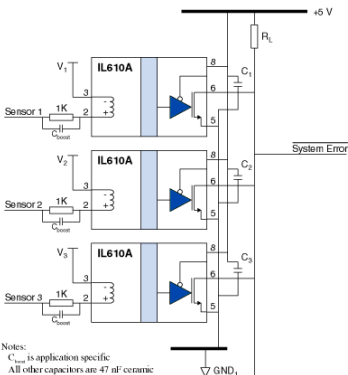 +5 V
R L
V1 IL610A 8 C1
3 6
Sensor 1 1K 2 5
Cboost
System Error
V2 IL610A 8 C2
3 6
Sensor 2 1K 2 5
Cboost
V3 IL610A 8 C3
3 6
Sensor 3 1K 2 5
Cboost
Notes:
Cboost is application specific
All other capacitors are 47 nF ceramic
GND1